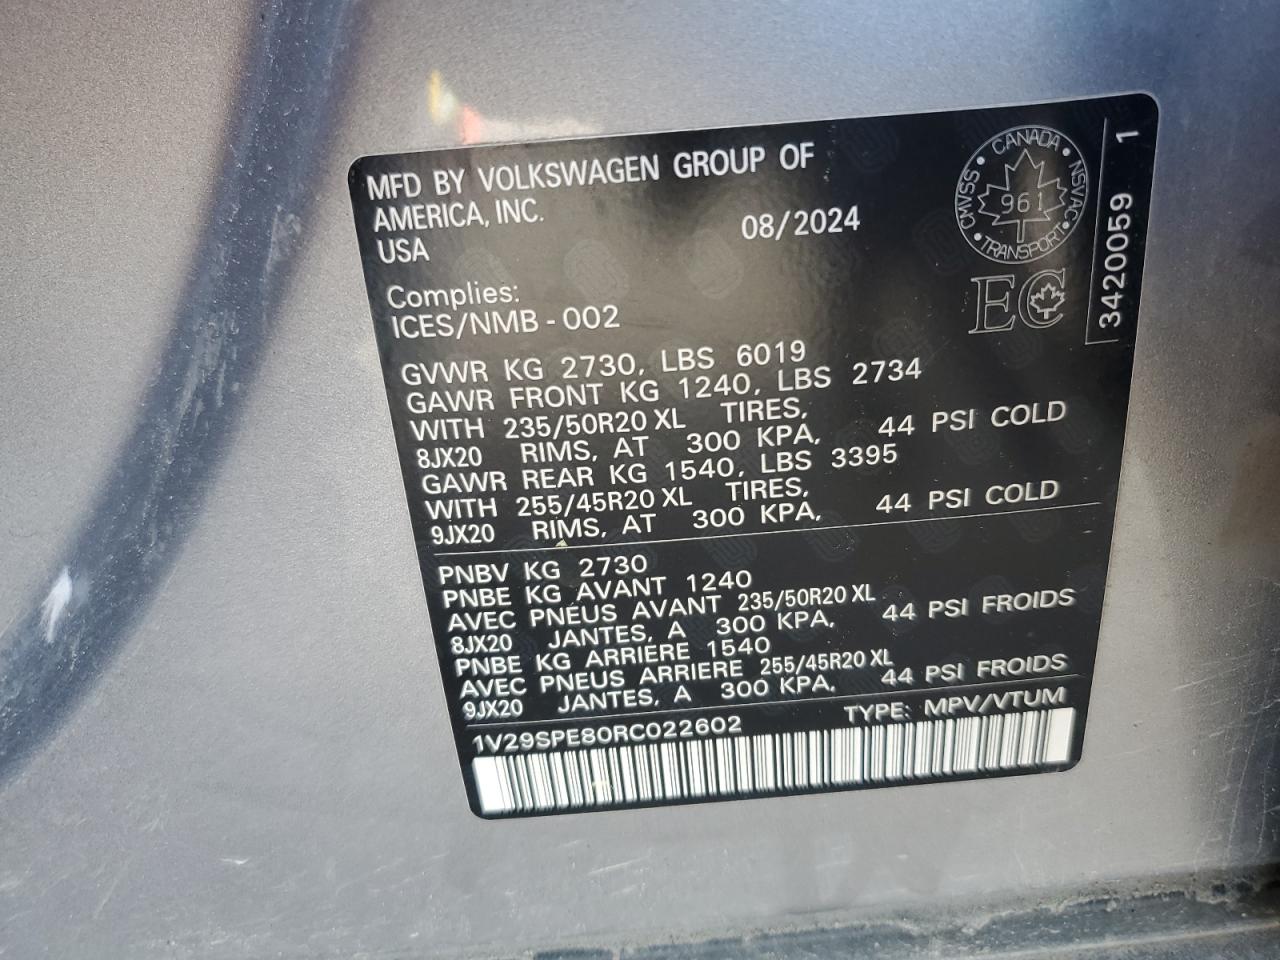 MFD BY VOLKSWAGEN GROUP OF
AMERICA, INC.
USA
08/2024
CANADA
CMVSS
NSVAC
961
TRANSPORT
EC
3420059 1
Complies:
ICES/NMB-002
GVWR KG 2730, LBS 6019
GAWR FRONT KG 1240, LBS 2734
WITH 235/50R20 XL TIRES,
8JX20 RIMS, AT 300 KPA, 44 PSI COLD
GAWR REAR KG 1540, LBS 3395
WITH 255/45R20 XL TIRES,
9JX20 RIMS, AT 300 KPA, 44 PSI COLD
PNBV KG 2730
PNBE KG AVANT 1240
AVEC PNEUS AVANT 235/50R20 XL
8JX20 JANTES, A 300 KPA, 44 PSI FROIDS
PNBE KG ARRIERE 1540
AVEC PNEUS ARRIERE 255/45R20 XL
9JX20 JANTES, A 300 KPA, 44 PSI FROIDS
1V29SPE80RC022602 TYPE: MPV/VTUM